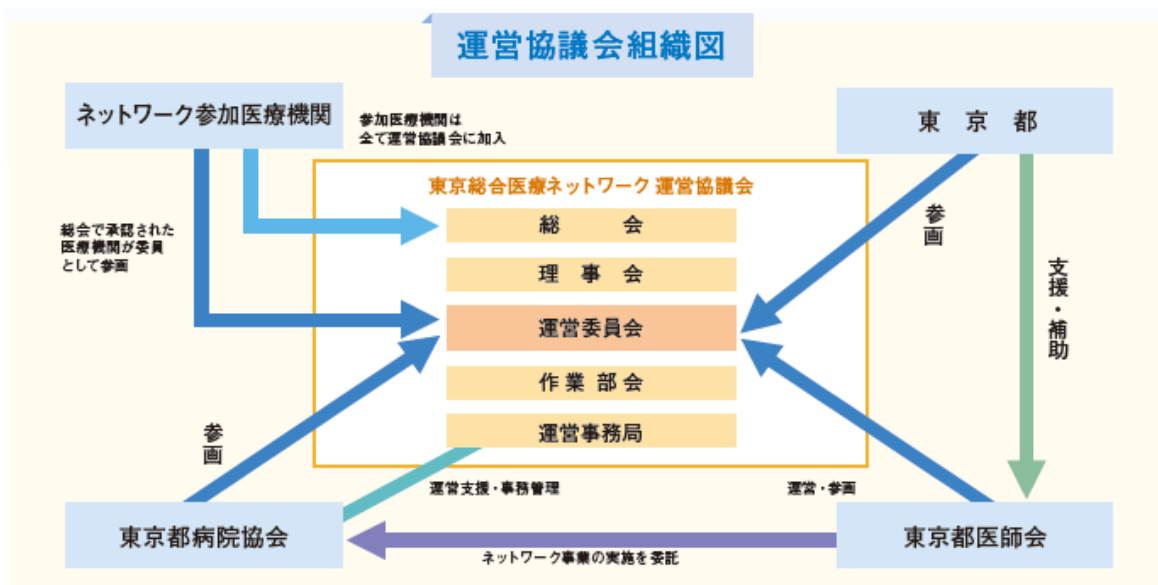 運営協議会組織図
ネットワーク参加医療機関
参加医療機関は
全て運営協議会に加入
東京都
東京総合医療ネットワーク 運営協議会
総会
理事会
運営委員会
作業部会
運営事務局
総会で承認された
医療機関が委員
として参画
参画
参画
支援・補助
運営支援・事務管理
運営・参画
東京都病院協会
ネットワーク事業の実施を委託
東京都医師会